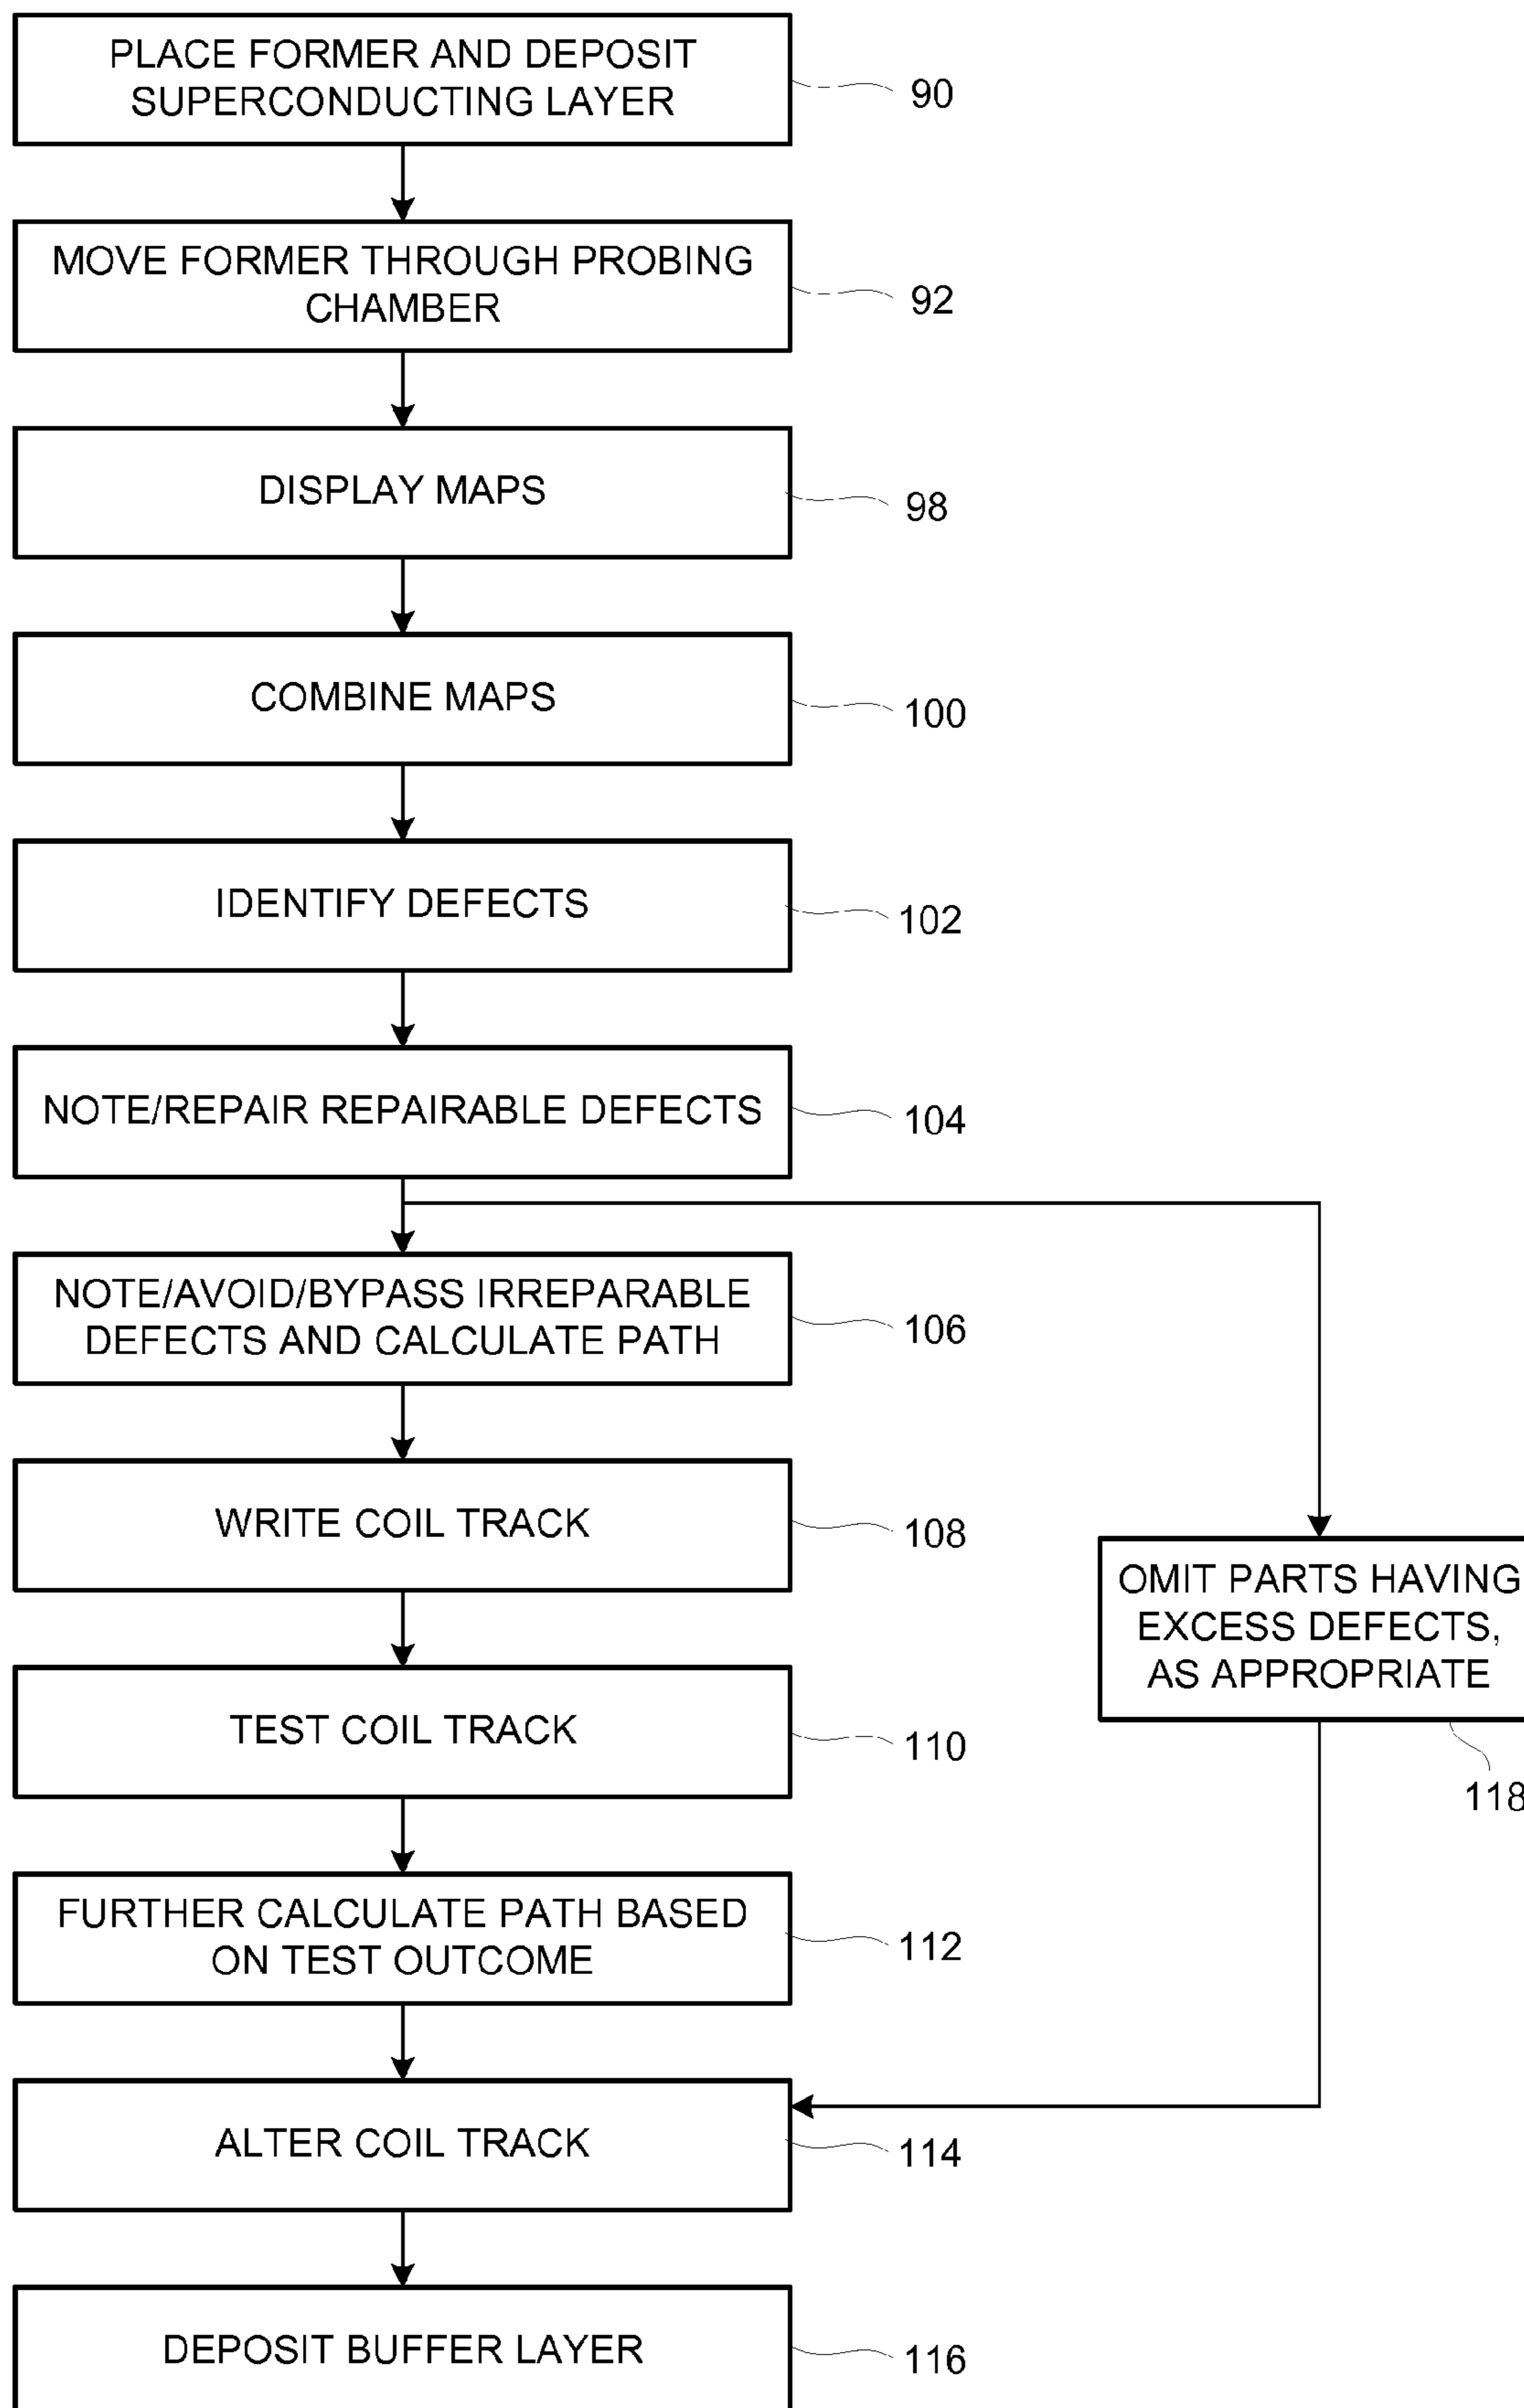 PLACE FORMER AND DEPOSIT
SUPERCONDUCTING LAYER
90
MOVE FORMER THROUGH PROBING
CHAMBER
92
DISPLAY MAPS
98
COMBINE MAPS
100
IDENTIFY DEFECTS
102
NOTE/REPAIR REPAIRABLE DEFECTS
104
NOTE/AVOID/BYPASS IRREPARABLE
DEFECTS AND CALCULATE PATH
106
WRITE COIL TRACK
108
OMIT PARTS HAVING
EXCESS DEFECTS,
AS APPROPRIATE
118
TEST COIL TRACK
110
FURTHER CALCULATE PATH BASED
ON TEST OUTCOME
112
ALTER COIL TRACK
114
DEPOSIT BUFFER LAYER
116